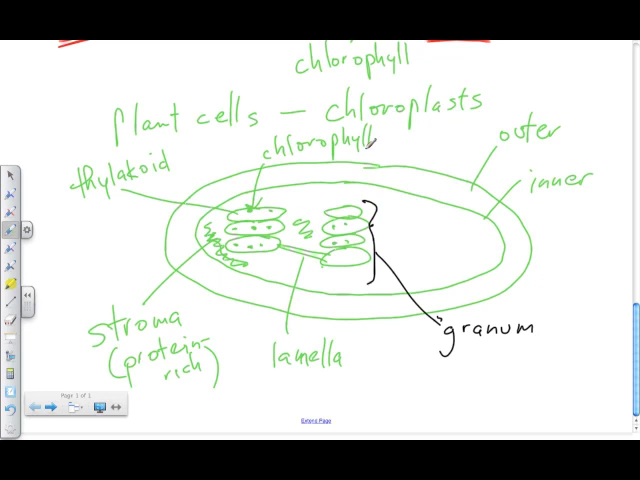 chlorophyll
Plant cells – chloroplasts
chlorophyll
outer
thylakoid
inner
stroma
(protein-
rich)
lamella
granum
Page 1 of 1
Extend Page